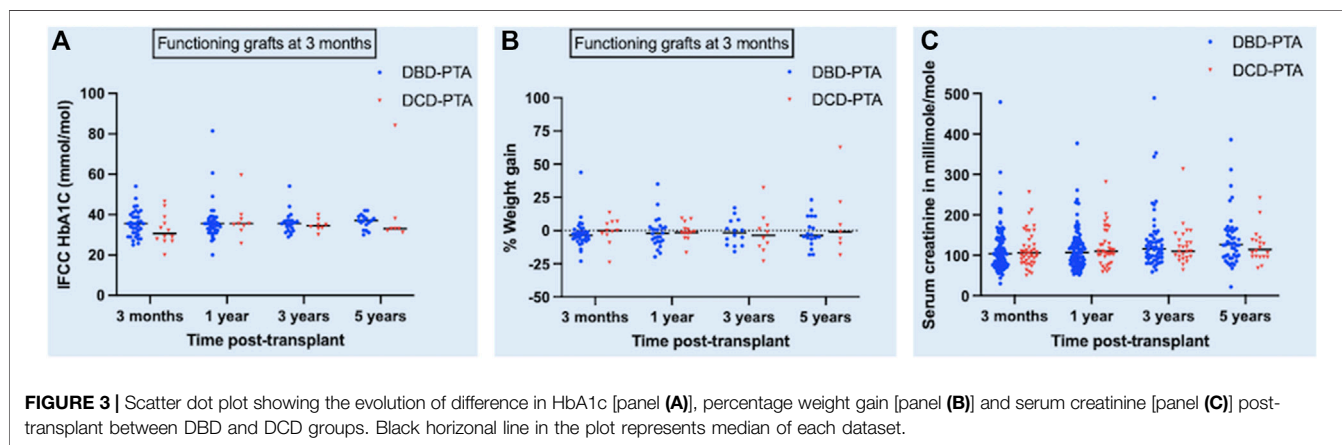 A
Functioning grafts at 3 months
DBD-PTA
DCD-PTA
IFCC HbA1C (mmol/mol)
100
80
60
40
20
0
3 months 1 year 3 years 5 years
Time post-transplant
B
Functioning grafts at 3 months
DBD-PTA
DCD-PTA
% Weight gain
100
75
50
25
0
-25
-50
3 months 1 year 3 years 5 years
Time post-transplant
C
DBD-PTA
DCD-PTA
Serum creatinine in millimole/mole
500
400
300
200
100
0
3 months 1 year 3 years 5 years
Time post-transplant
FIGURE 3 | Scatter dot plot showing the evolution of difference in HbA1c [panel (A)], percentage weight gain [panel (B)] and serum creatinine [panel (C)] post-
transplant between DBD and DCD groups. Black horizonal line in the plot represents median of each dataset.